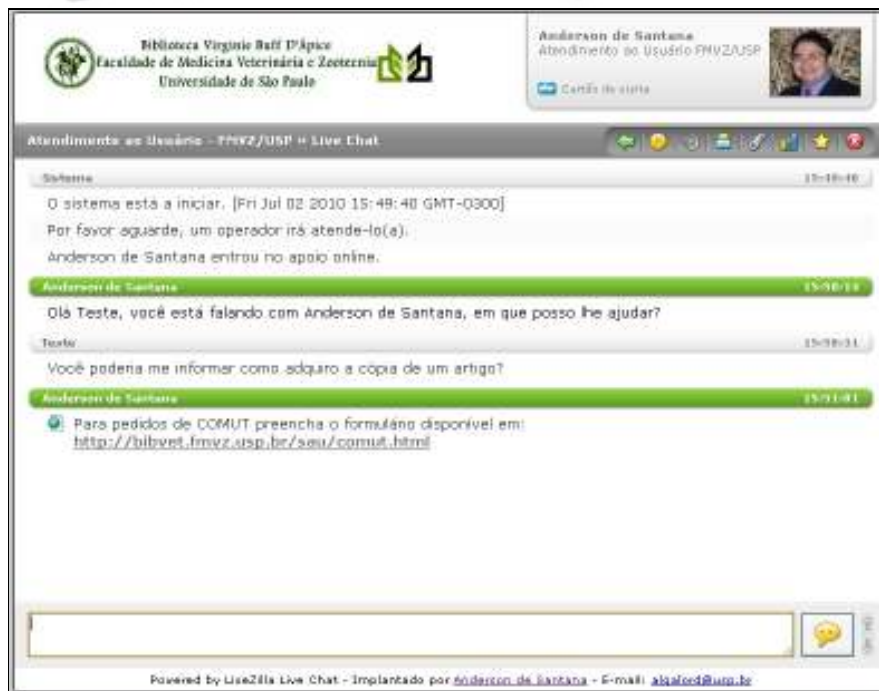 Biblioteca Virginie Buff D'Ápice
Faculdade de Medicina Veterinária e Zootecnia
Universidade de São Paulo
Anderson de Santana
Atendimento ao Usuário FMVZ/USP
Cartão de visita
Atendimento ao Usuário - FMVZ/USP » Live Chat
Sistema 15:49:40
O sistema está a iniciar. [Fri Jul 02 2010 15:49:40 GMT-0300]
Por favor aguarde, um operador irá atende-lo(a).
Anderson de Santana entrou no apoio online.
Anderson de Santana
Olá Teste, você está falando com Anderson de Santana, em que posso lhe ajudar?
Teste
Você poderia me informar como adquiro a cópia de um artigo?
Anderson de Santana
Para pedidos de COMUT preencha o formulário disponível em:
http://bibvet.fmvz.usp.br/sau/comut.html
Powered by LiveZilla Live Chat - Implantado por Anderson de Santana - E-mail: